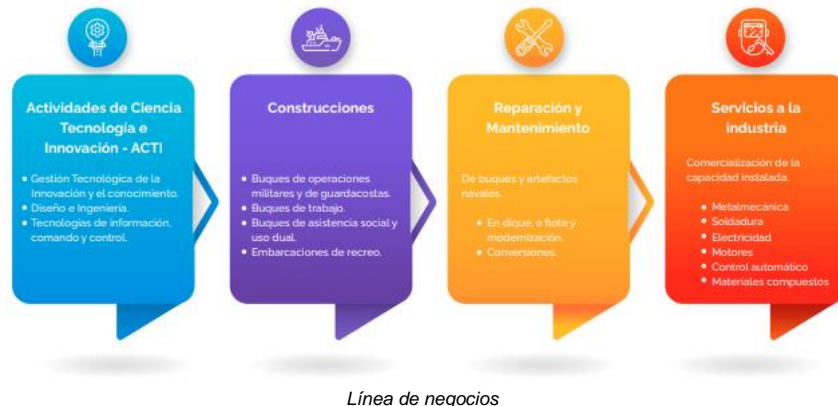 Actividades de Ciencia
Tecnología e
Innovación - ACTI
• Gestión Tecnológica de la
Innovación y el conocimiento.
• Diseño e Ingeniería.
• Tecnologías de información,
comando y control.
Construcciones
• Buques de operaciones
militares y de guardacostas.
• Buques de trabajo.
• Buques de asistencia social y
uso dual.
• Embarcaciones de recreo.
Reparación y
Mantenimiento
De buques y artefactos
navales.
• En dique, a flote y
modernización.
• Conversiones.
Servicios a la
industria
Comercialización de la
capacidad instalada.
• Metalmecánica
• Soldadura
• Electricidad
• Motores
• Control automático
• Materiales compuestos
Línea de negocios